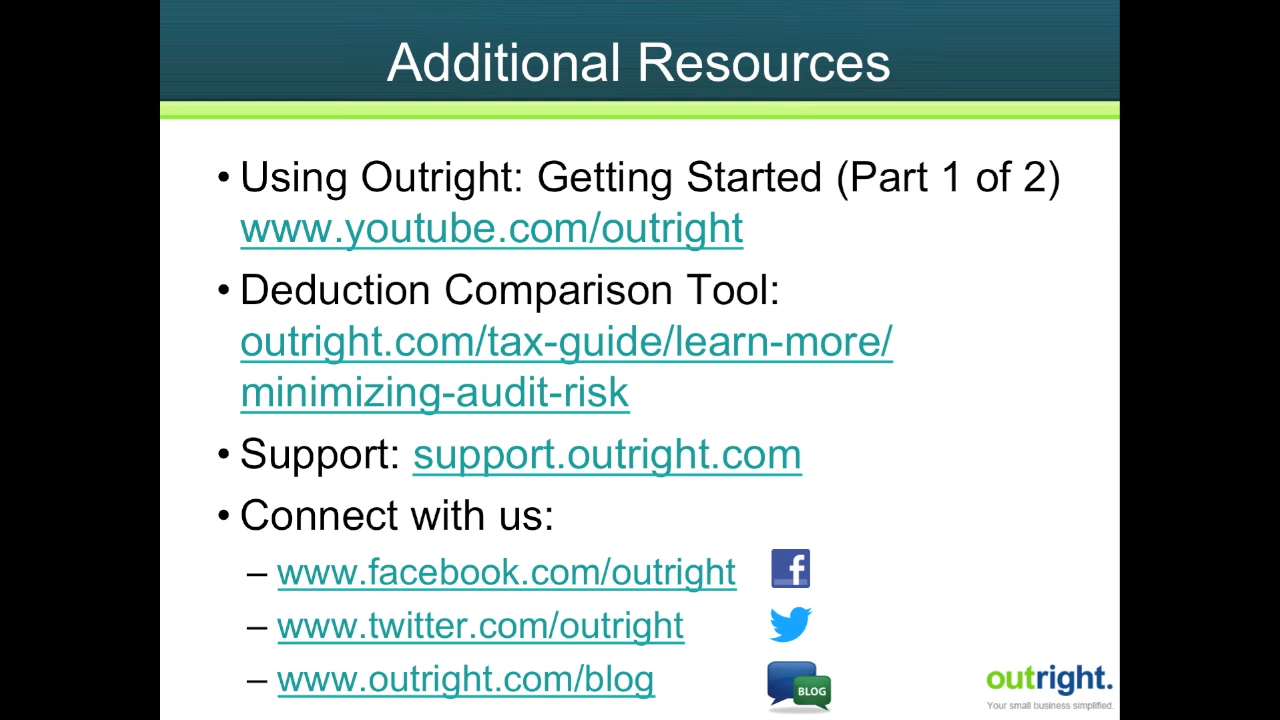 Additional Resources
• Using Outright: Getting Started (Part 1 of 2)
www.youtube.com/outright
• Deduction Comparison Tool:
outright.com/tax-guide/learn-more/
minimizing-audit-risk
• Support: support.outright.com
• Connect with us:
– www.facebook.com/outright
f
– www.twitter.com/outright
– www.outright.com/blog
BLOG
outright.
Your small business simplified.